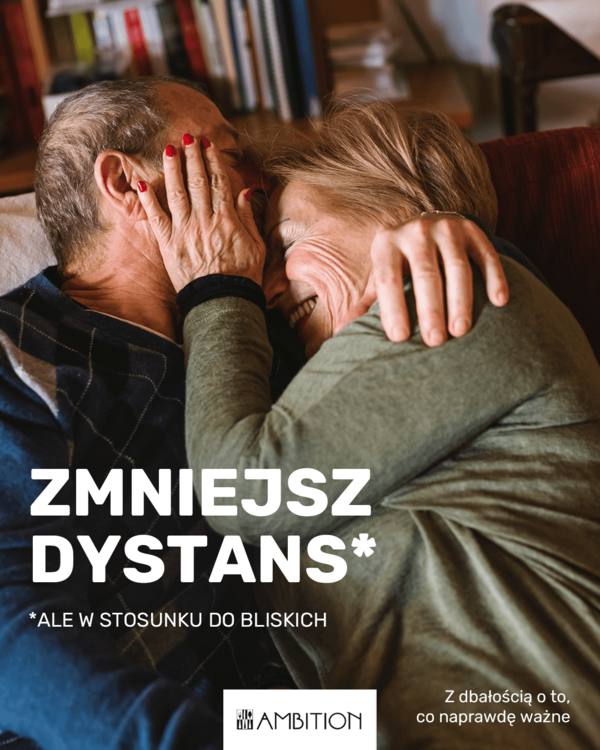 ZMNIEJSZ
DYSTANS*
*ALE W STOSUNKU DO BLISKICH
Z dbałością o to,
co naprawdę ważne
AMBITION